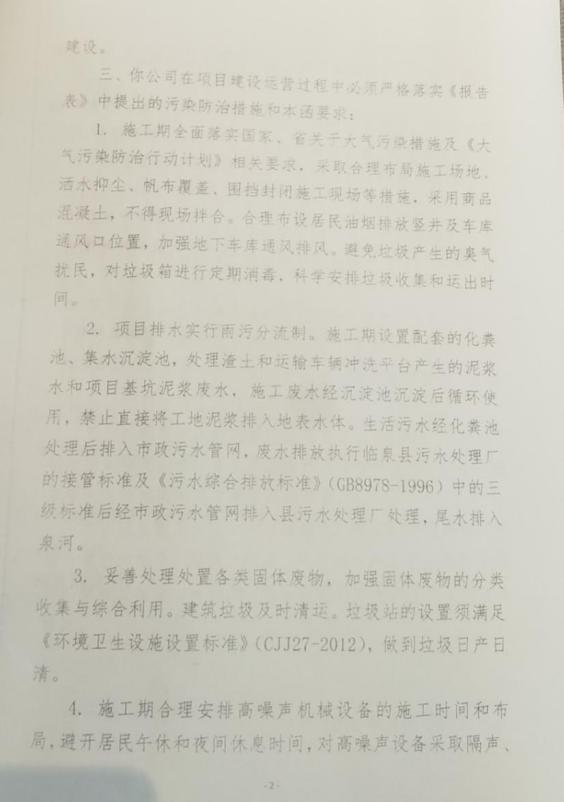 建设。
三、你公司在项目建设运营过程中必须严格落实《报告
表》中提出的污染防治措施和本函要求：
1. 施工期全面落实国家、省关于大气污染措施及《大
气污染防治行动计划》相关要求，采取合理布局施工场地、
洒水抑尘、帆布覆盖、围挡封闭施工现场等措施，采用商品
混凝土，不得现场拌合。合理布设居民油烟排放竖井及车库
通风口位置，加强地下车库通风排风。避免垃圾产生的臭气
扰民，对垃圾箱进行定期消毒，科学安排垃圾收集和运出时
间。
2. 项目排水实行雨污分流制。施工期设置配套的化粪
池、集水沉淀池，处理渣土和运输车辆冲洗平台产生的泥浆
水和项目基坑泥浆废水，施工废水经沉淀池沉淀后循环使
用，禁止直接将工地泥浆排入地表水体。生活污水经化粪池
处理后排入市政污水管网，废水排放执行临泉县污水处理厂
的接管标准及《污水综合排放标准》（GB8978-1996）中的三
级标准后经市政污水管网排入县污水处理厂处理，尾水排入
泉河。
3. 妥善处理处置各类固体废物，加强固体废物的分类
收集与综合利用。建筑垃圾及时清运。垃圾站的设置须满足
《环境卫生设施设置标准》（CJJ27-2012），做到垃圾日产日
清。
4. 施工期合理安排高噪声机械设备的施工时间和布
局，避开居民午休和夜间休息时间，对高噪声设备采取隔声、
-2-